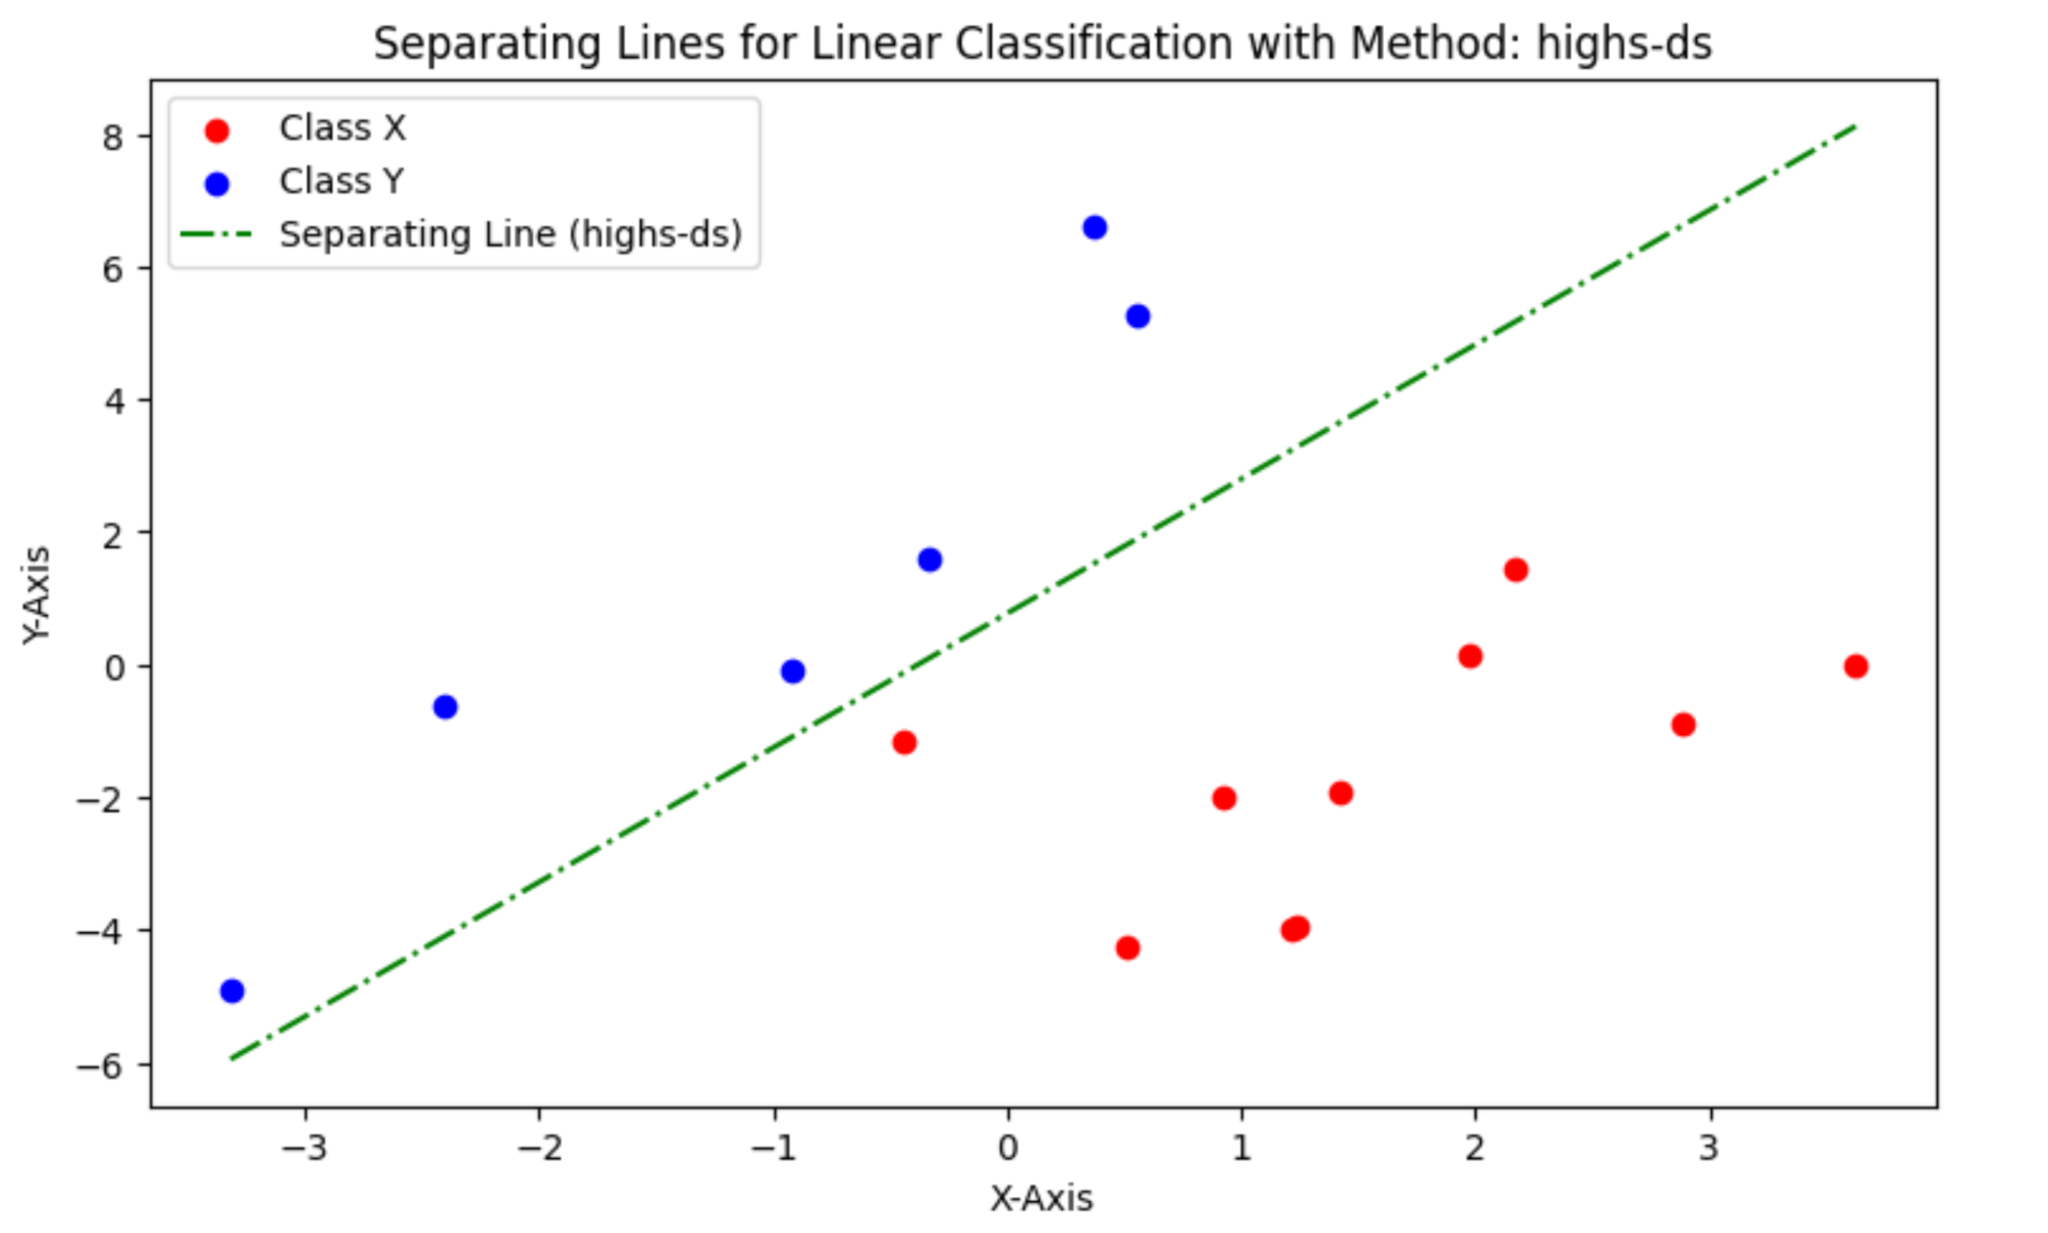 Separating Lines for Linear Classification with Method: highs-ds
Class X
Class Y
Separating Line (highs-ds)
8
6
4
2
0
−2
−4
−6
Y-Axis
−3 −2 −1 0 1 2 3
X-Axis